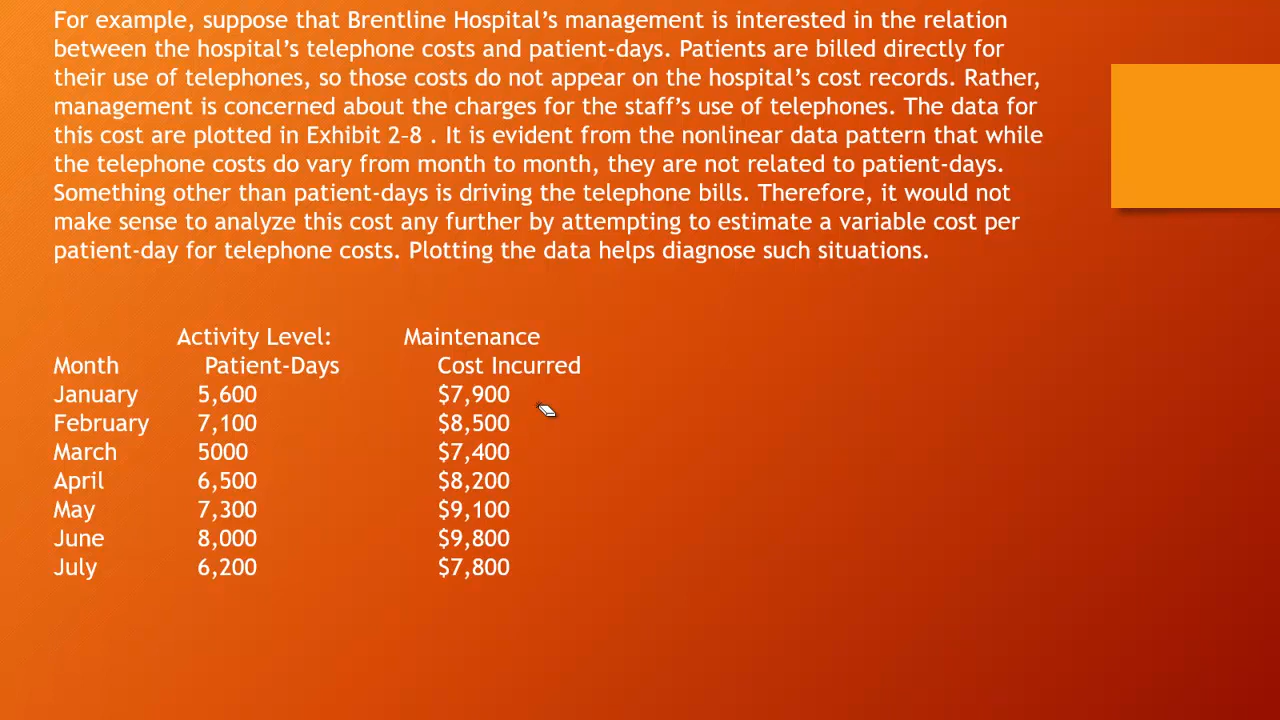 For example, suppose that Brentline Hospital’s management is interested in the relation
between the hospital’s telephone costs and patient-days. Patients are billed directly for
their use of telephones, so those costs do not appear on the hospital’s cost records. Rather,
management is concerned about the charges for the staff’s use of telephones. The data for
this cost are plotted in Exhibit 2–8 . It is evident from the nonlinear data pattern that while
the telephone costs do vary from month to month, they are not related to patient-days.
Something other than patient-days is driving the telephone bills. Therefore, it would not
make sense to analyze this cost any further by attempting to estimate a variable cost per
patient-day for telephone costs. Plotting the data helps diagnose such situations.
Activity Level: Maintenance
Month Patient-Days Cost Incurred
January 5,600 $7,900
February 7,100 $8,500
March 5000 $7,400
April 6,500 $8,200
May 7,300 $9,100
June 8,000 $9,800
July 6,200 $7,800